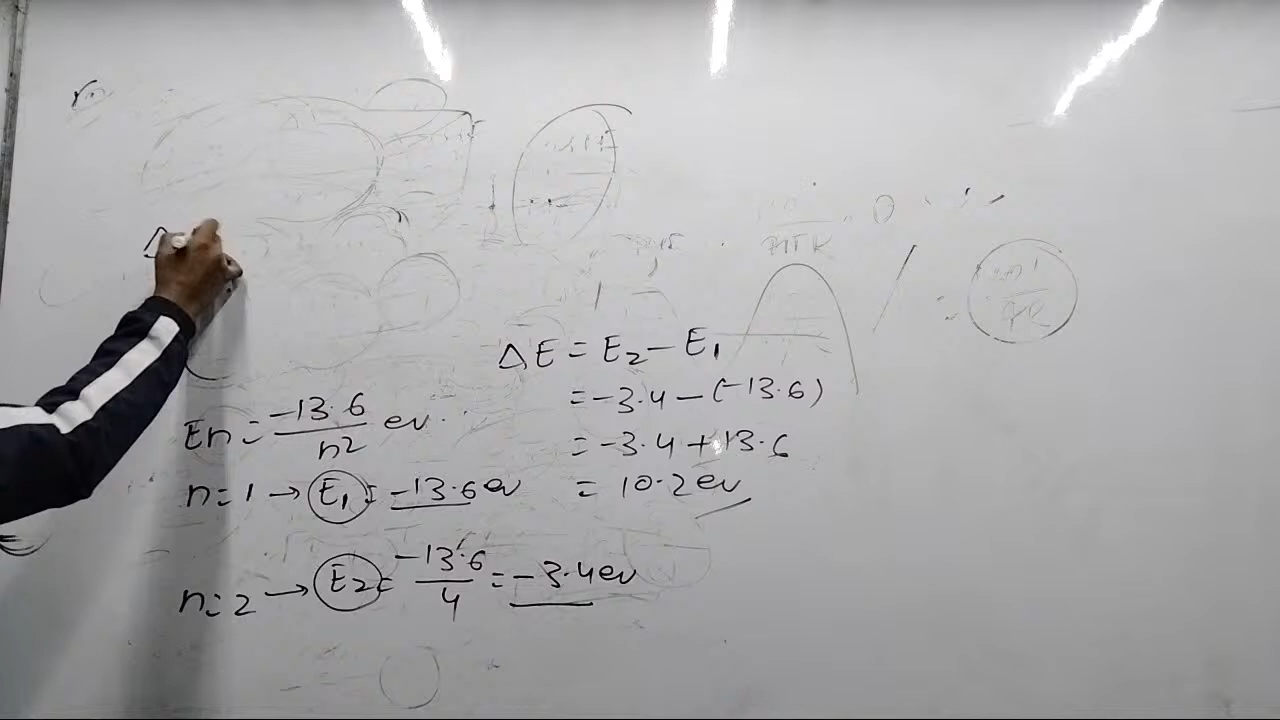 Δ
ΔE = E₂ − E₁
= −3.4 − (−13.6)
En = −13.6 / n² ev.
= −3.4 + 13.6
n = 1 → E₁ = −13.6 ev
= 10.2 ev
n = 2 → E₂ = −13.6 / 4 = −3.4 ev